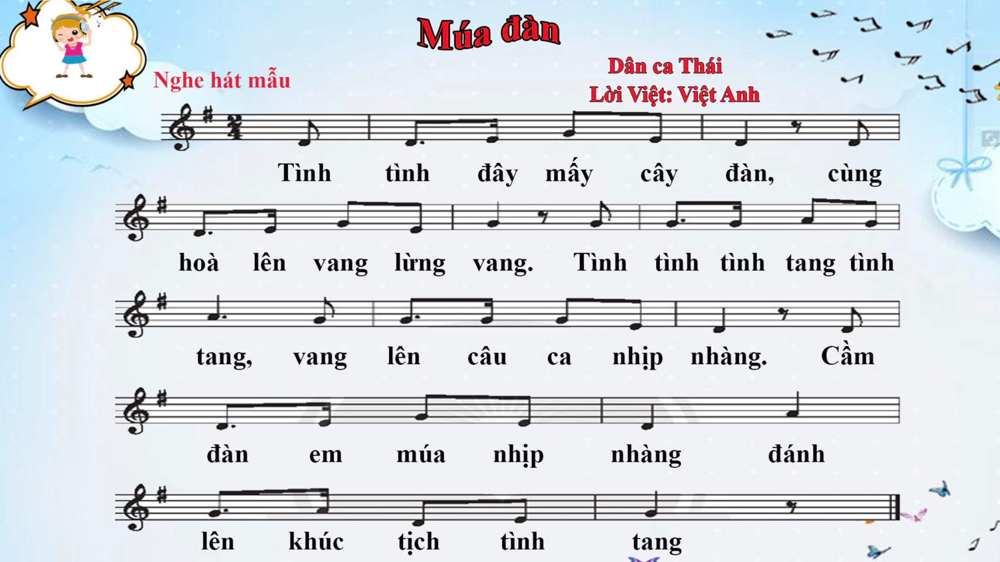 Múa đàn
Dân ca Thái
Nghe hát mẫu
Lời Việt: Việt Anh
2/4
Tình tình đây mấy cây đàn, cùng
hoà lên vang lừng vang. Tình tình tình tang tình
tang, vang lên câu ca nhịp nhàng. Cầm
đàn em múa nhịp nhàng đánh
lên khúc tịch tình tang